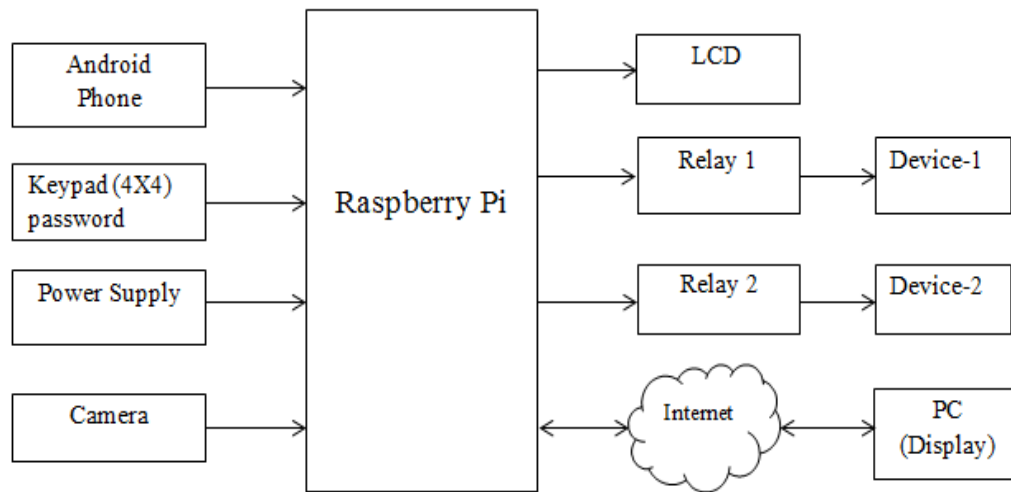 Android
Phone
Keypad (4X4)
password
Power Supply
Camera
Raspberry Pi
LCD
Relay 1
Device-1
Relay 2
Device-2
Internet
PC
(Display)